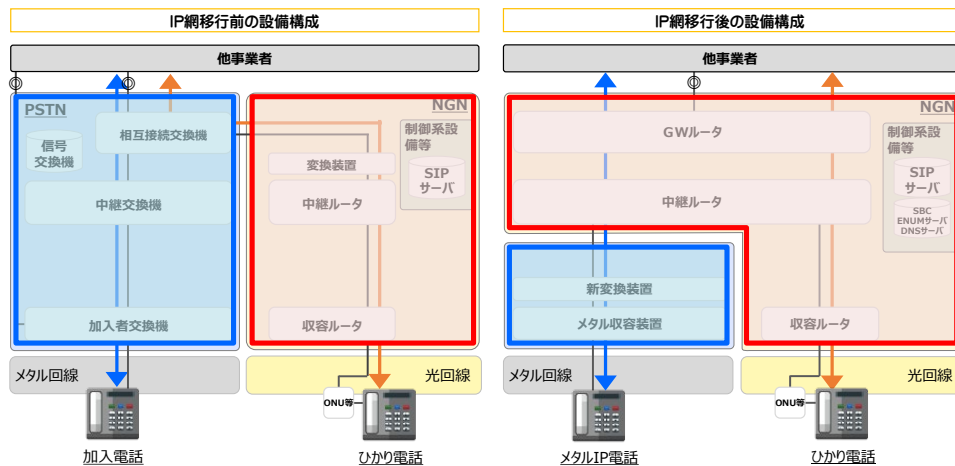 IP網移行前の設備構成
他事業者
PSTN
信号
交換機
相互接続交換機
中継交換機
加入者交換機
NGN
制御系設
備等
SIP
サーバ
変換装置
中継ルータ
収容ルータ
メタル回線
光回線
ONU等
加入電話
ひかり電話
IP網移行後の設備構成
他事業者
NGN
GWルータ
制御系設
備等
SIP
サーバ
SBC
ENUMサーバ
DNSサーバ
中継ルータ
新変換装置
メタル収容装置
収容ルータ
メタル回線
光回線
ONU等
メタルIP電話
ひかり電話